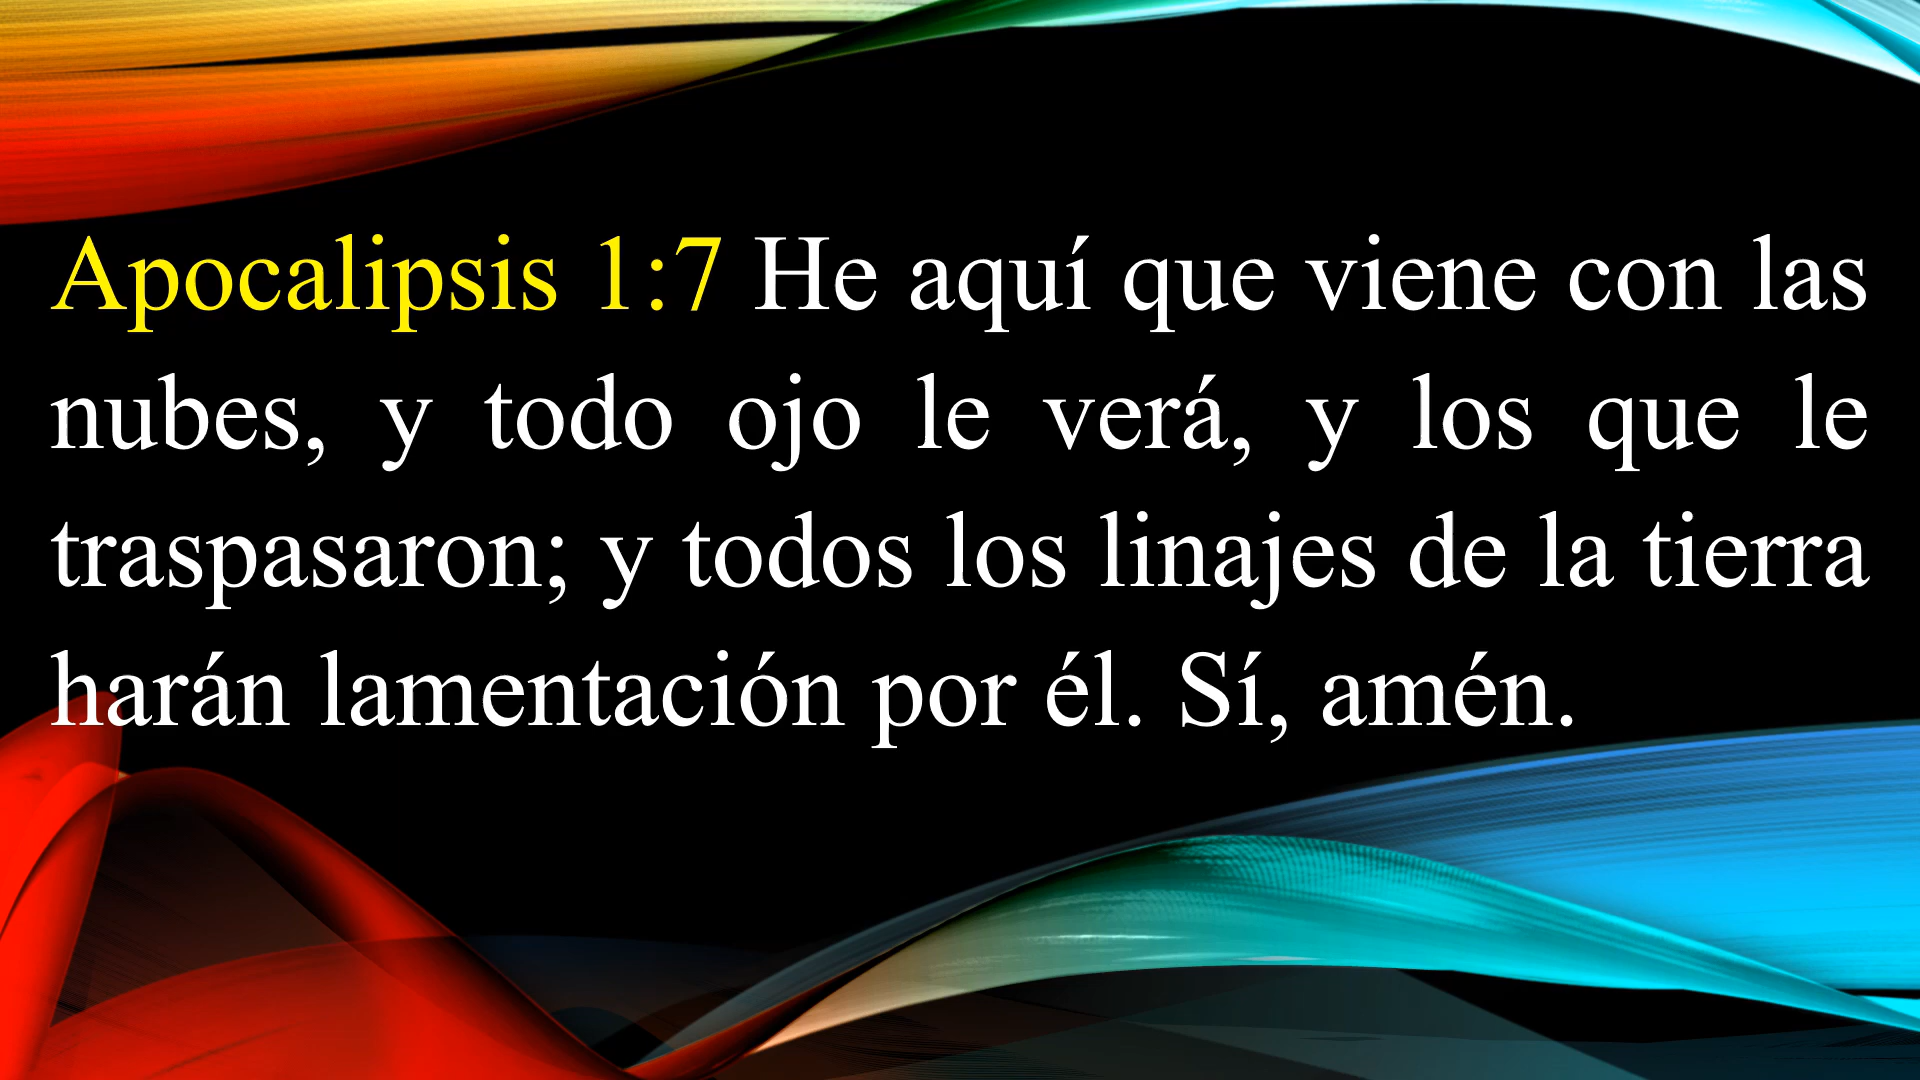 Apocalipsis 1:7 He aquí que viene con las
nubes, y todo ojo le verá, y los que le
traspasaron; y todos los linajes de la tierra
harán lamentación por él. Sí, amén.